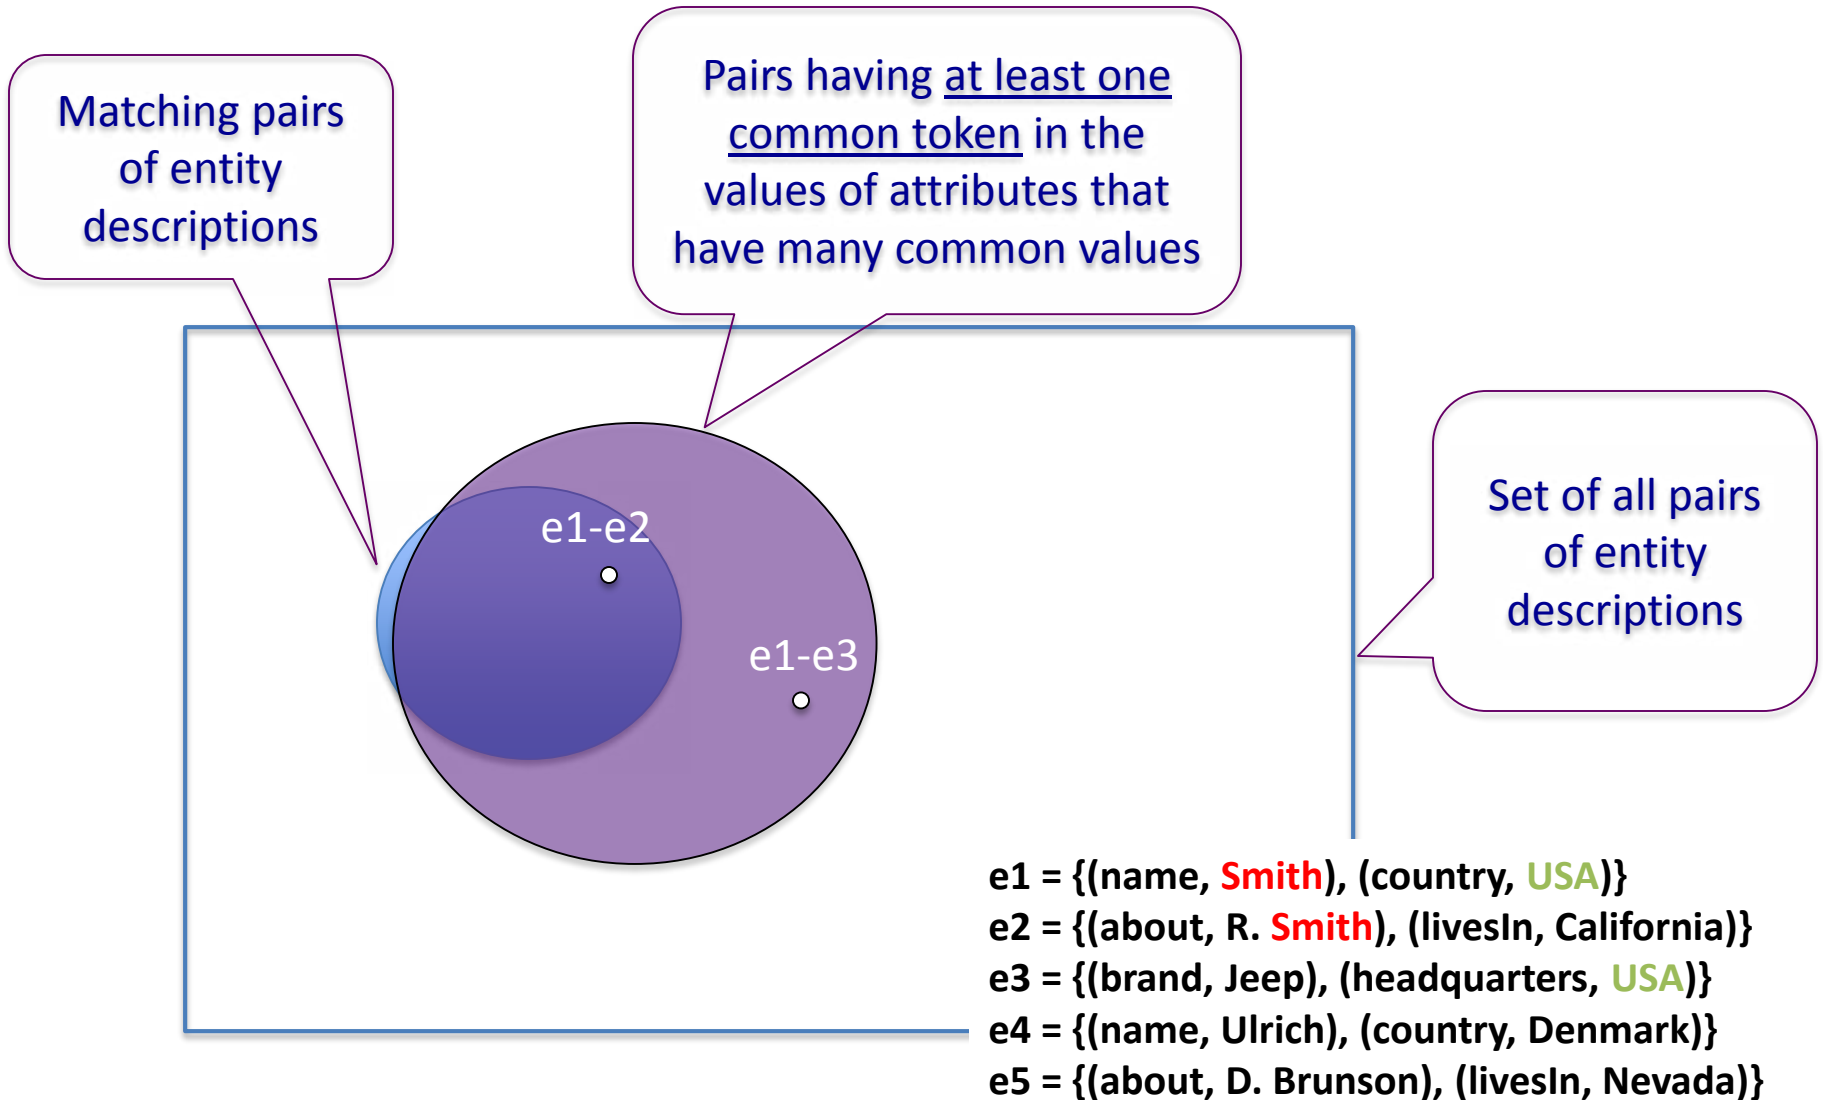 Matching pairs
of entity
descriptions
Pairs having at least one
common token in the
values of attributes that
have many common values
Set of all pairs
of entity
descriptions
e1-e2
e1-e3
e1 = {(name, Smith), (country, USA)}
e2 = {(about, R. Smith), (livesIn, California)}
e3 = {(brand, Jeep), (headquarters, USA)}
e4 = {(name, Ulrich), (country, Denmark)}
e5 = {(about, D. Brunson), (livesIn, Nevada)}